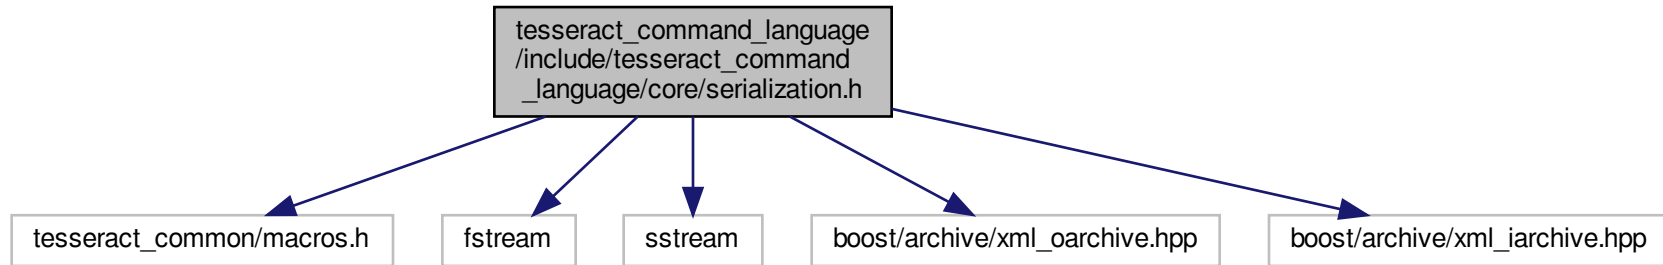 tesseract_command_language
/include/tesseract_command
_language/core/serialization.h
tesseract_common/macros.h
fstream
sstream
boost/archive/xml_oarchive.hpp
boost/archive/xml_iarchive.hpp